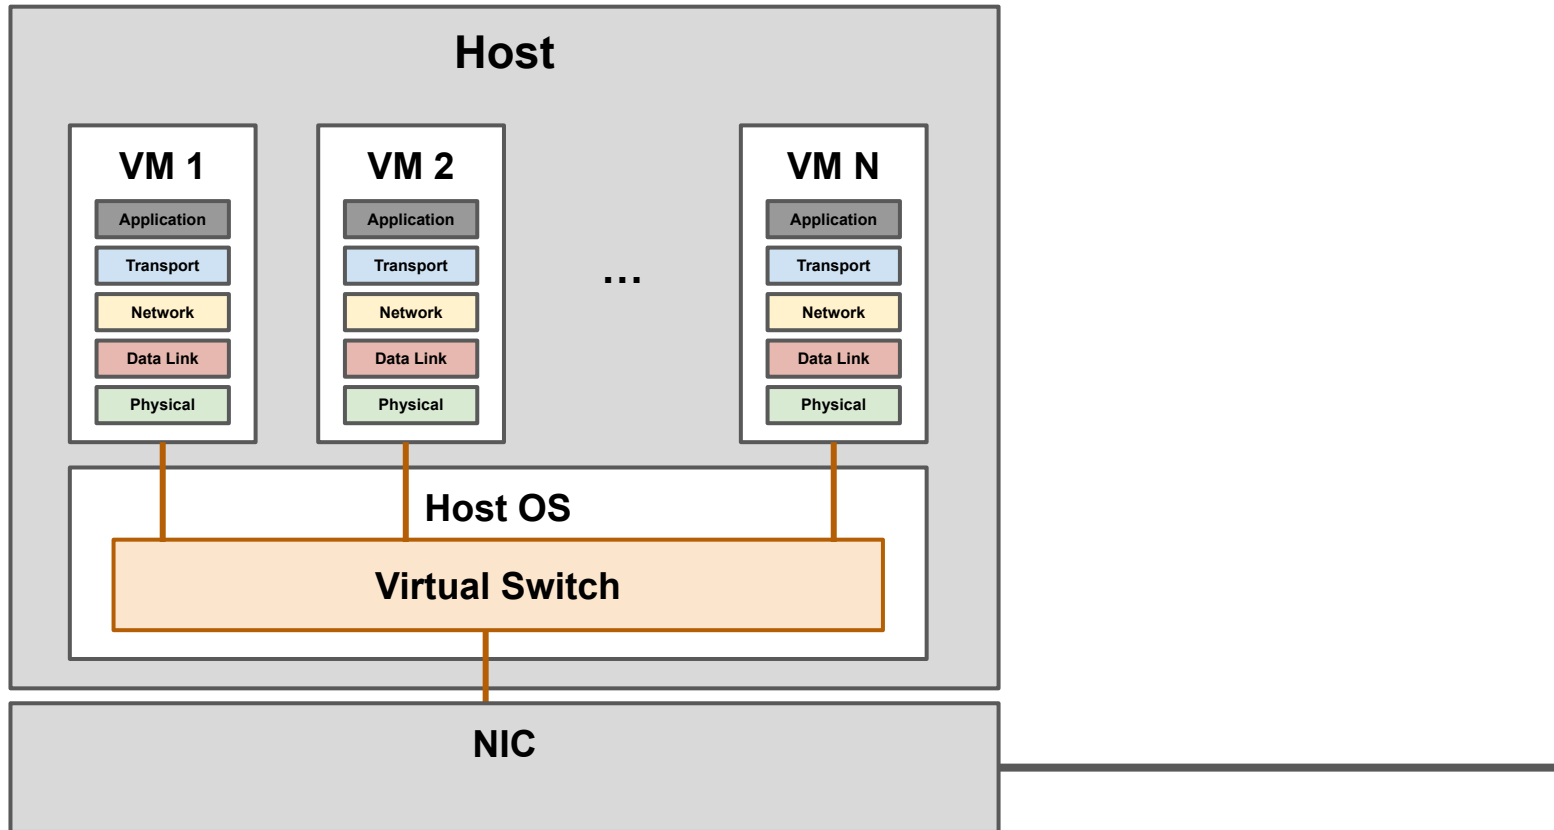 Host
VM 1
Application
Transport
Network
Data Link
Physical
VM 2
Application
Transport
Network
Data Link
Physical
...
VM N
Application
Transport
Network
Data Link
Physical
Host OS
Virtual Switch
NIC